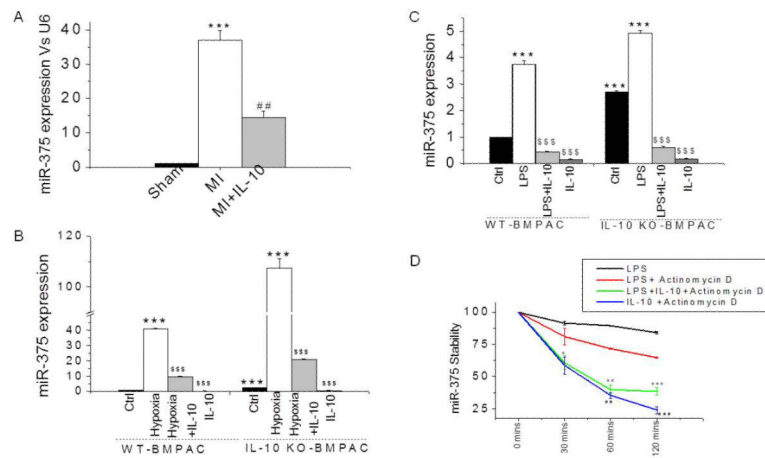 A
miR-375 expression Vs U6
40
30
20
10
0
***
##
Sham
MI
MI+IL-10
B
miR-375 expression
120
100
40
30
20
10
0
***
$$$
$$$
***
***
$$$
$$$
Ctrl
Hypoxia
Hypoxia
+IL-10
IL-10
Ctrl
Hypoxia
Hypoxia
+IL-10
IL-10
WT-BMPAC
IL-10 KO-BMPAC
C
miR-375 expression
5
4
3
2
1
0
***
$$$
$$$
***
***
$$$
$$$
Ctrl
LPS
LPS+IL-10
IL-10
Ctrl
LPS
LPS+IL-10
IL-10
WT-BMPAC
IL-10 KO-BMPAC
D
LPS
LPS+ Actinomycin D
LPS+IL-10+Actinomycin D
IL-10 +Actinomycin D
miR-375 Stability
100
75
50
25
*
**
**
***
***
0 mins
30 mins
60 mins
120 mins